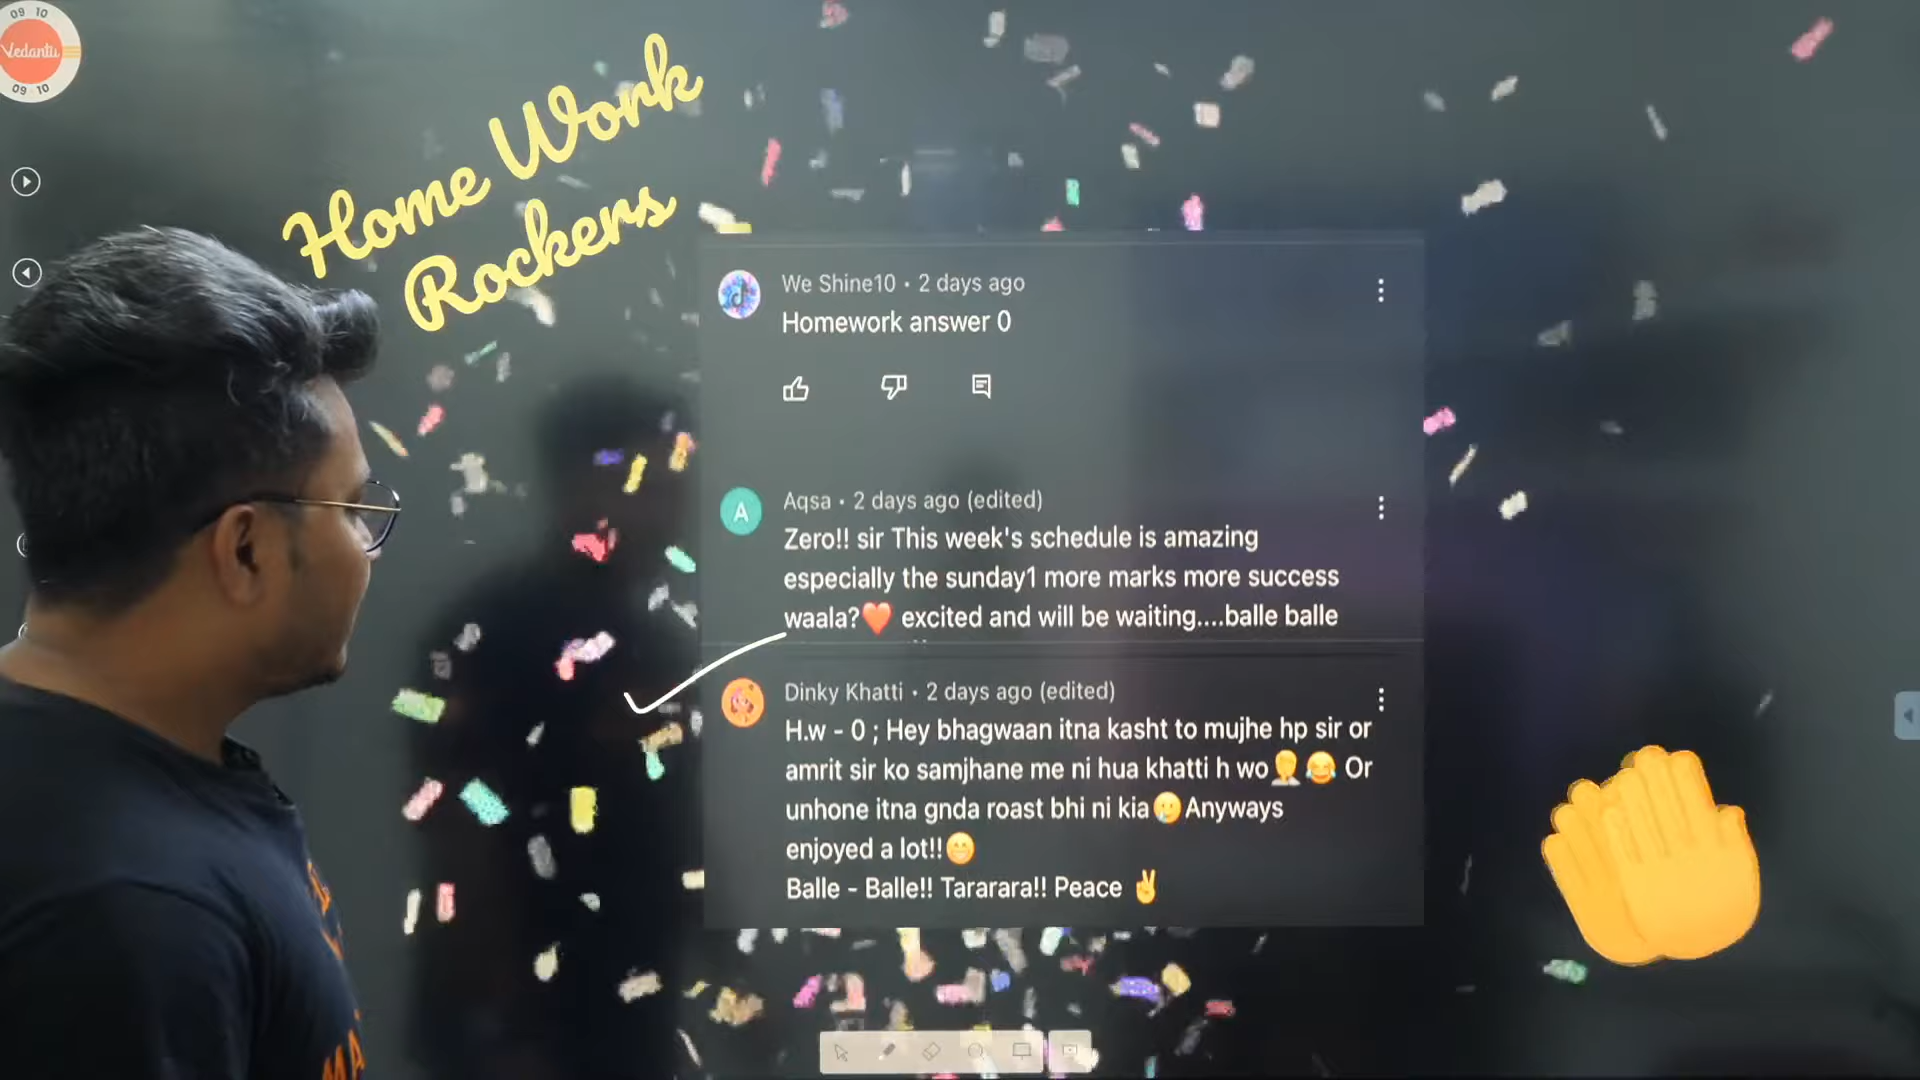 09 10
Vedantu
09 10
Home Work
Rockers
We Shine10 • 2 days ago
Homework answer 0
A
Aqsa • 2 days ago (edited)
Zero!! sir This week's schedule is amazing
especially the sunday1 more marks more success
waala?❤️ excited and will be waiting....balle balle
Dinky Khatti • 2 days ago (edited)
H.w - 0 ; Hey bhagwaan itna kasht to mujhe hp sir or
amrit sir ko samjhane me ni hua khatti h wo🤦😂 Or
unhone itna gnda roast bhi ni kia🥲Anyways
enjoyed a lot!!😁
Balle - Balle!! Tararara!! Peace ✌️